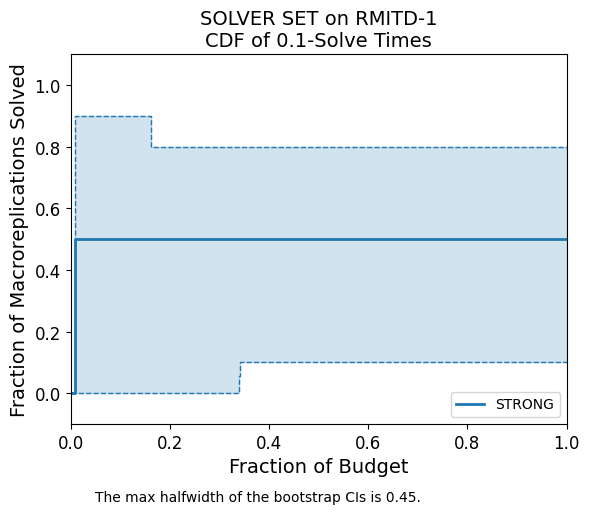 SOLVER SET on RMITD-1
CDF of 0.1-Solve Times
Fraction of Macroreplications Solved
1.0
0.8
0.6
0.4
0.2
0.0
STRONG
0.0 0.2 0.4 0.6 0.8 1.0
Fraction of Budget
The max halfwidth of the bootstrap CIs is 0.45.